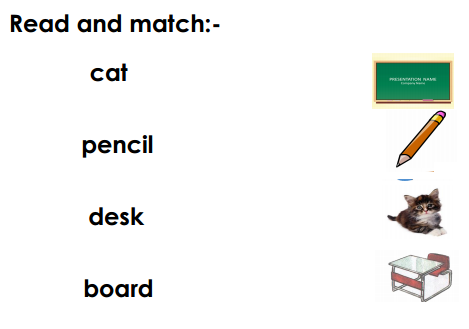 Read and match:-
cat
PRESENTATION NAME
pencil
desk
board